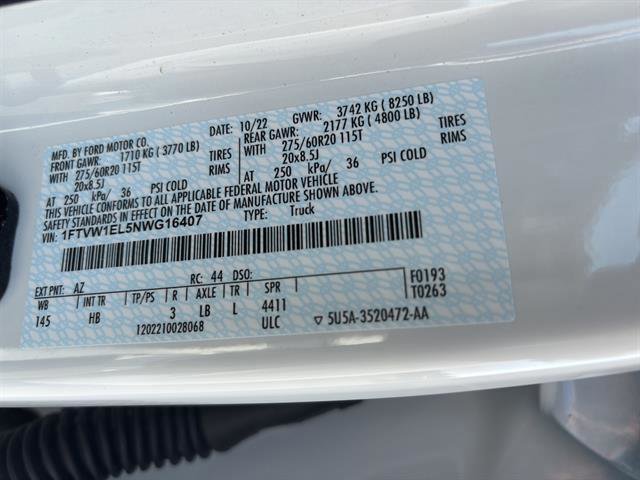 MFD. BY FORD MOTOR CO.
DATE: 10/22 GVWR: 3742 KG ( 8250 LB)
FRONT GAWR: 1710 KG ( 3770 LB) REAR GAWR: 2177 KG ( 4800 LB)
WITH 275/60R20 115T TIRES WITH 275/60R20 115T TIRES
20x8.5J RIMS 20x8.5J RIMS
AT 250 kPa/ 36 PSI COLD AT 250 kPa/ 36 PSI COLD
THIS VEHICLE CONFORMS TO ALL APPLICABLE FEDERAL MOTOR VEHICLE
SAFETY STANDARDS IN EFFECT ON THE DATE OF MANUFACTURE SHOWN ABOVE.
VIN: 1FTVW1EL5NWG16407 TYPE: Truck
EXT PNT: AZ RC: 44 DSO: F0193
WB INT TR TP/PS R AXLE TR SPR T0263
145 HB 3 LB L 4411
1202210028068 ULC 5U5A-3520472-AA